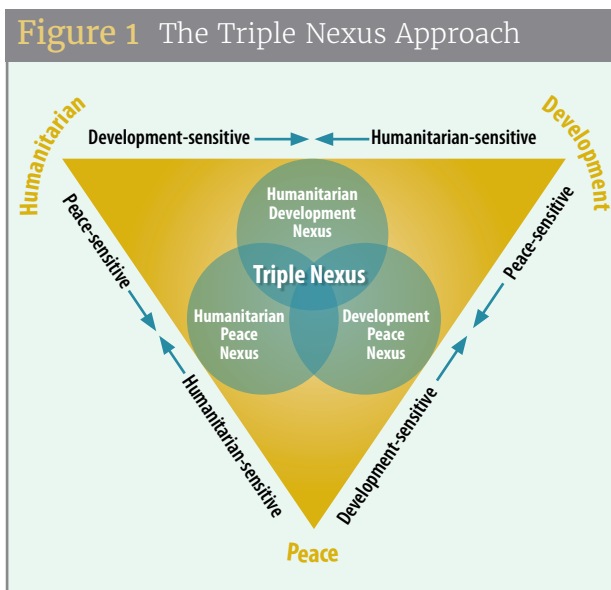 Figure 1 The Triple Nexus Approach
Humanitarian
Development-sensitive
Humanitarian-sensitive
Development
Peace-sensitive
Humanitarian
Development
Nexus
Peace-sensitive
Triple Nexus
Humanitarian
Peace
Nexus
Development
Peace
Nexus
Humanitarian-sensitive
Development-sensitive
Peace